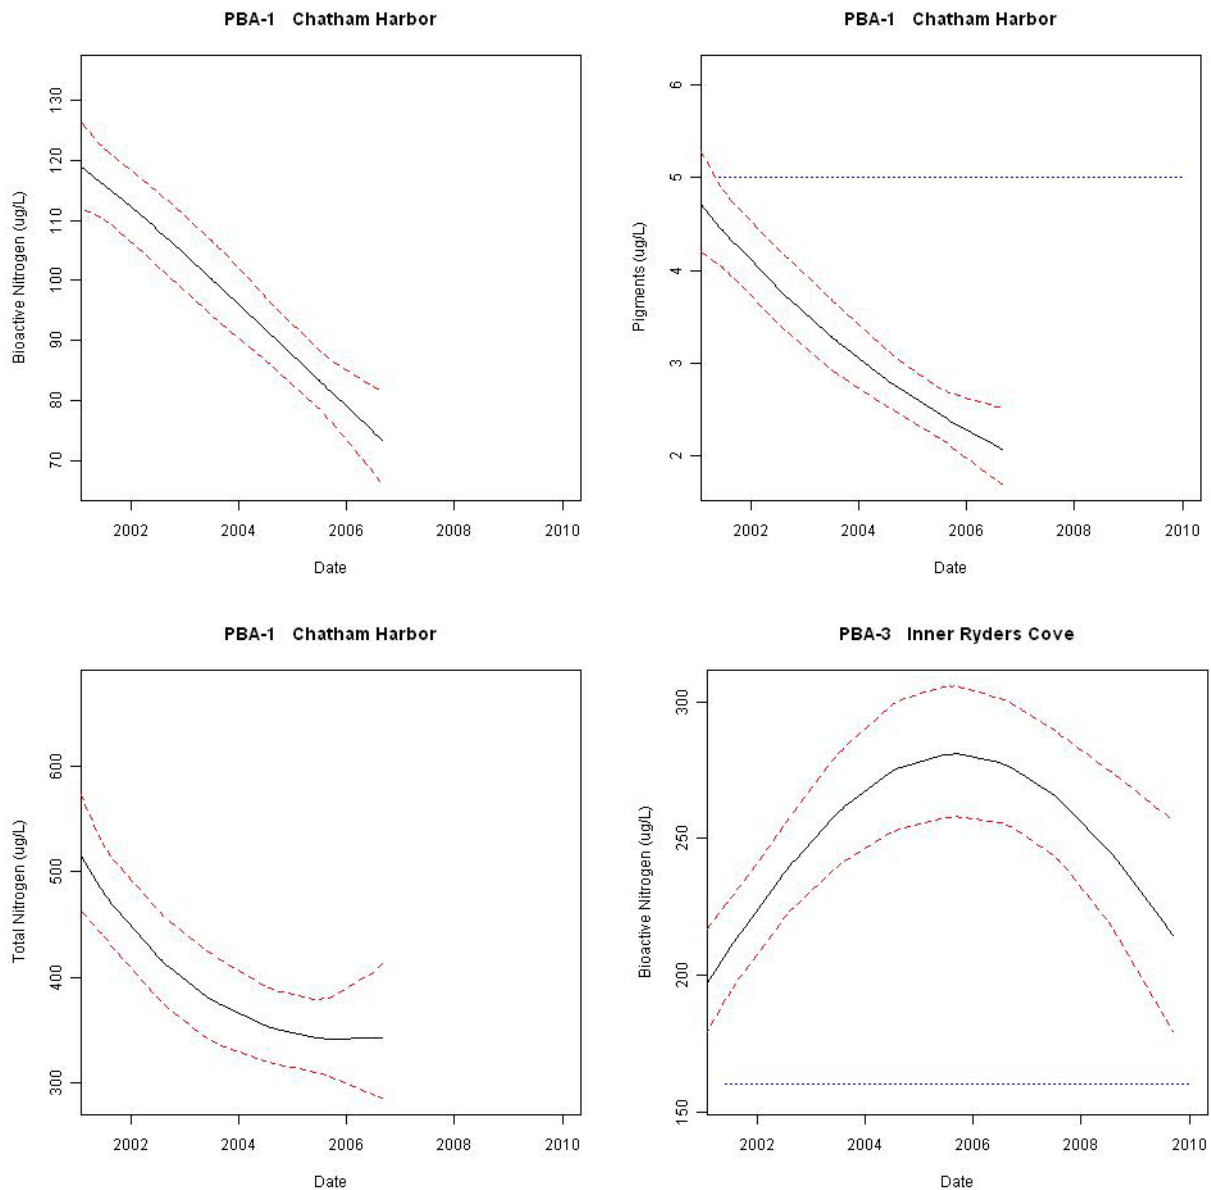 PBA-1 Chatham Harbor
Bioactive Nitrogen (ug/L)
130
120
110
100
90
80
70
2002 2004 2006 2008 2010
Date
PBA-1 Chatham Harbor
Pigments (ug/L)
6
5
4
3
2
2002 2004 2006 2008 2010
Date
PBA-1 Chatham Harbor
Total Nitrogen (ug/L)
600
500
400
300
2002 2004 2006 2008 2010
Date
PBA-3 Inner Ryders Cove
Bioactive Nitrogen (ug/L)
300
250
200
150
2002 2004 2006 2008 2010
Date